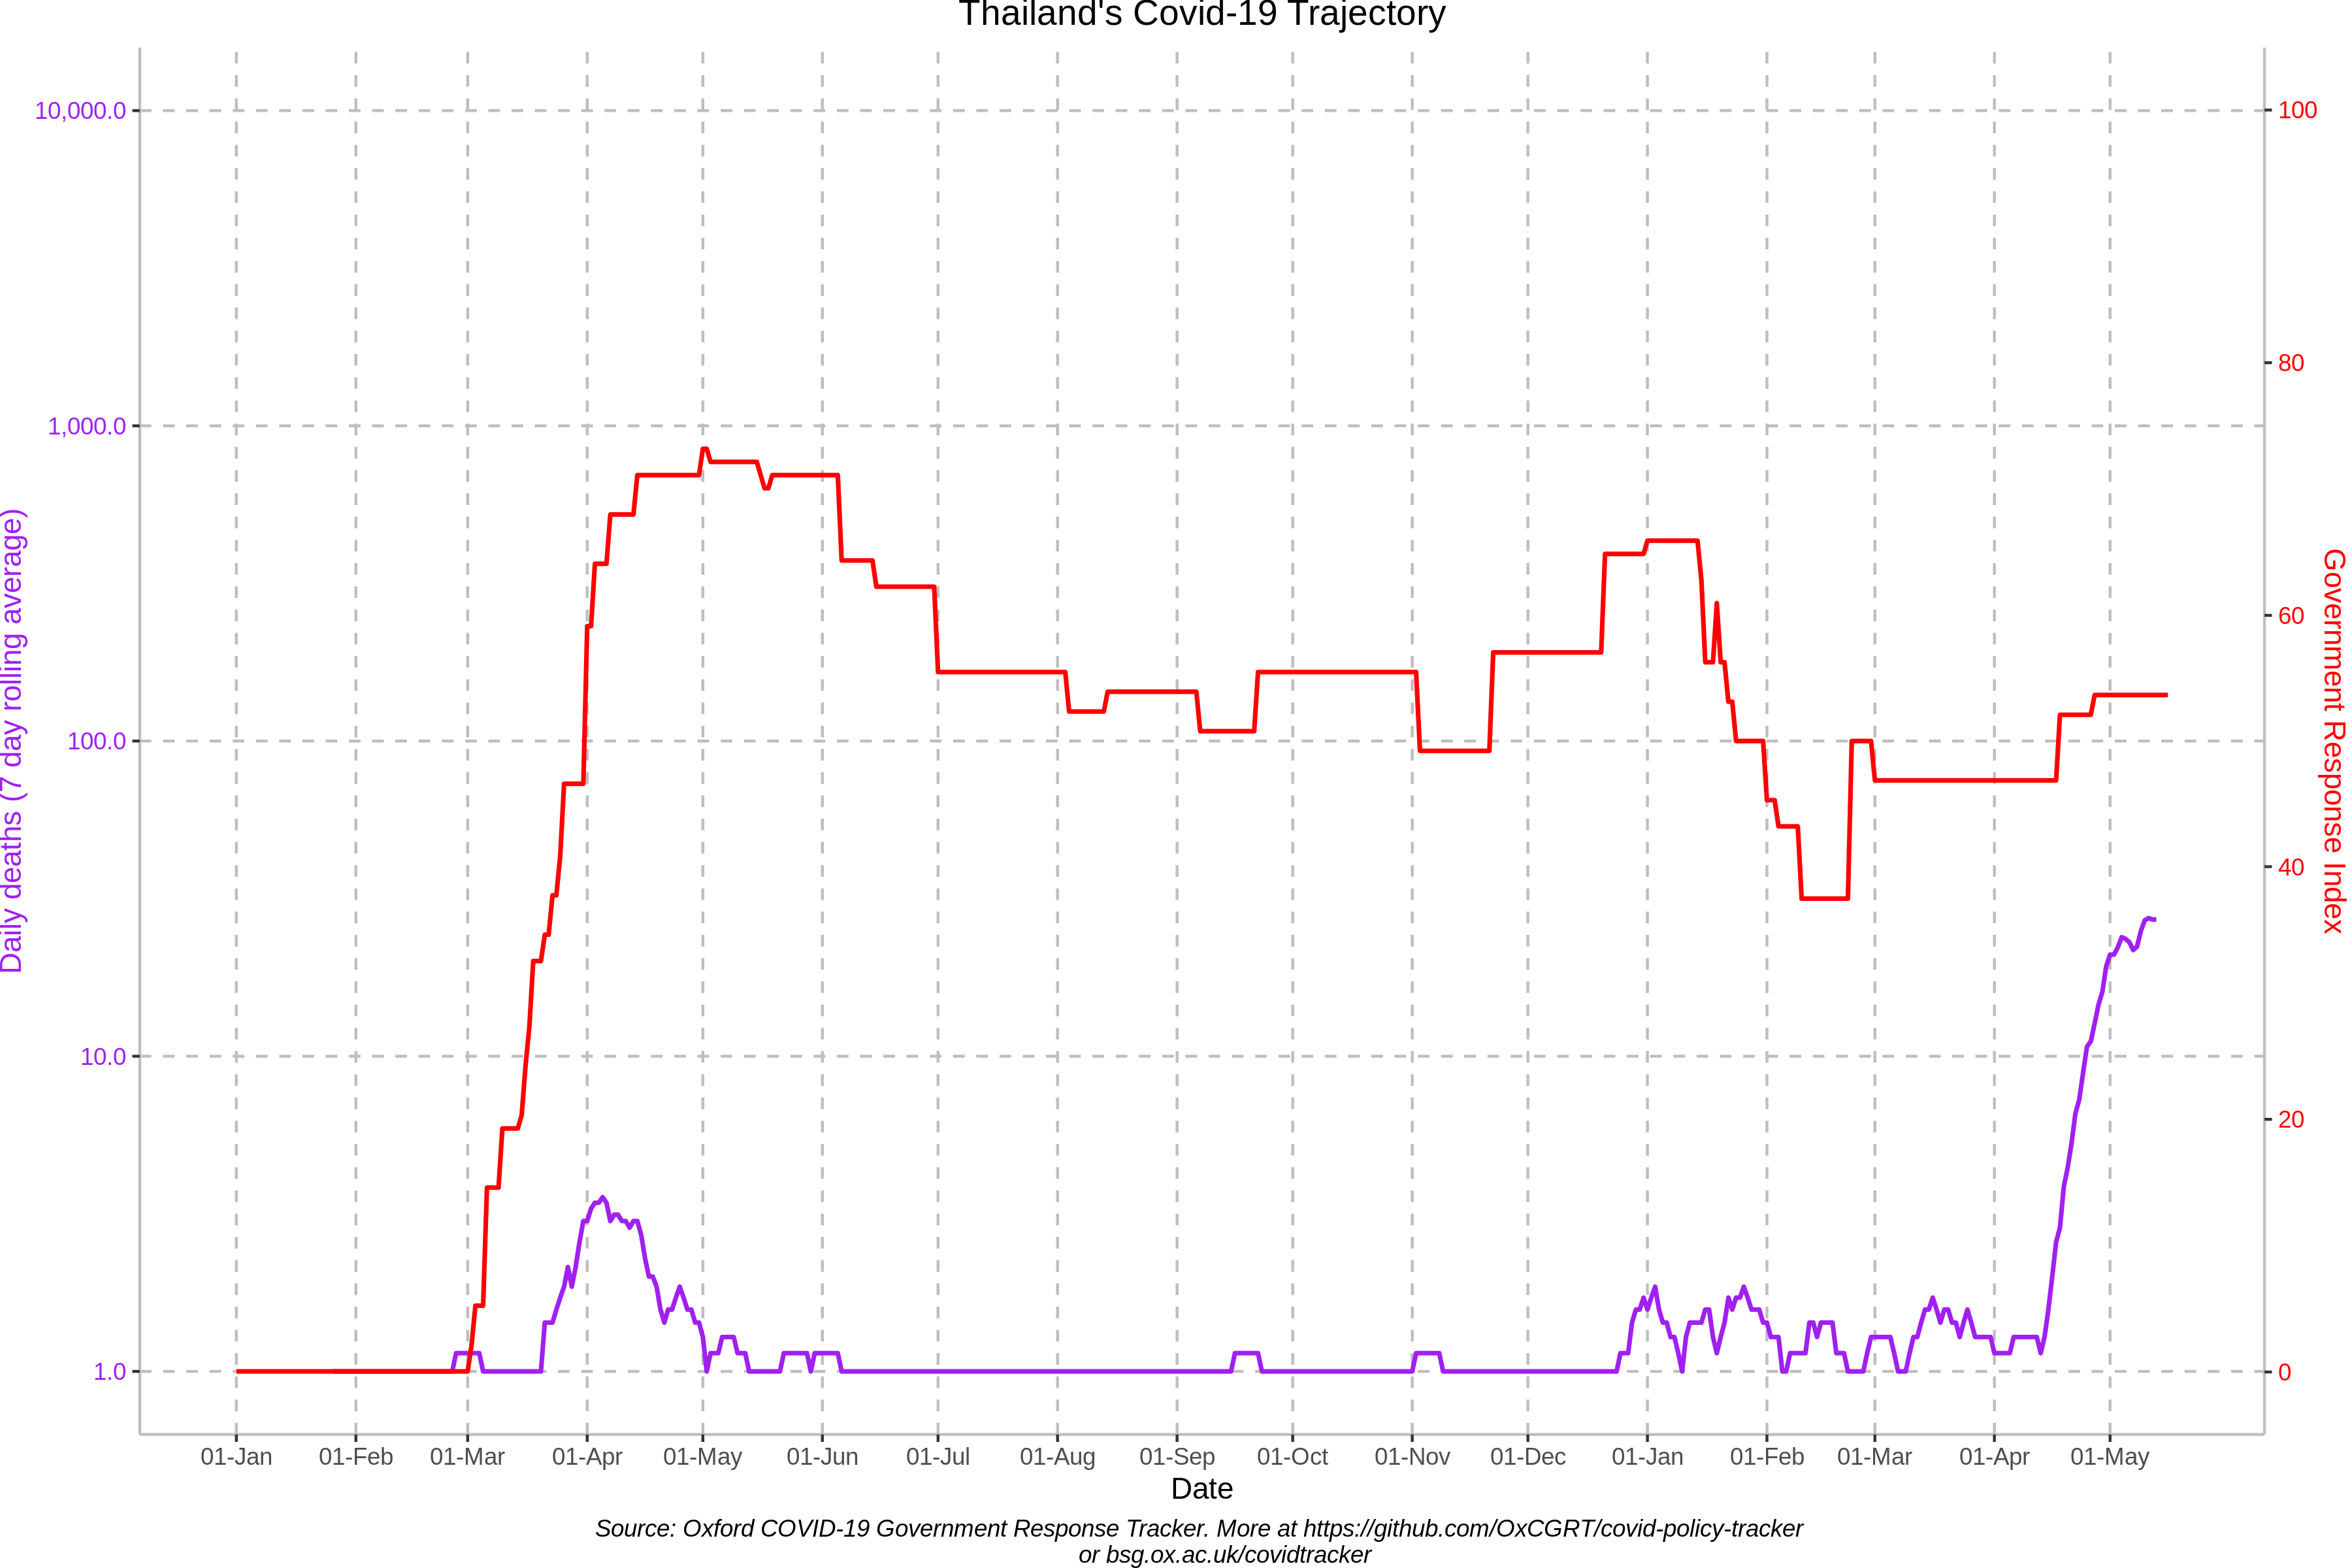 Thailand's Covid-19 Trajectory
10,000.0
1,000.0
100.0
10.0
1.0
Daily deaths (7 day rolling average)
100
80
60
40
20
0
Government Response Index
01-Jan 01-Feb 01-Mar 01-Apr 01-May 01-Jun 01-Jul 01-Aug 01-Sep 01-Oct 01-Nov 01-Dec 01-Jan 01-Feb 01-Mar 01-Apr 01-May
Date
Source: Oxford COVID-19 Government Response Tracker. More at https://github.com/OxCGRT/covid-policy-tracker
or bsg.ox.ac.uk/covidtracker